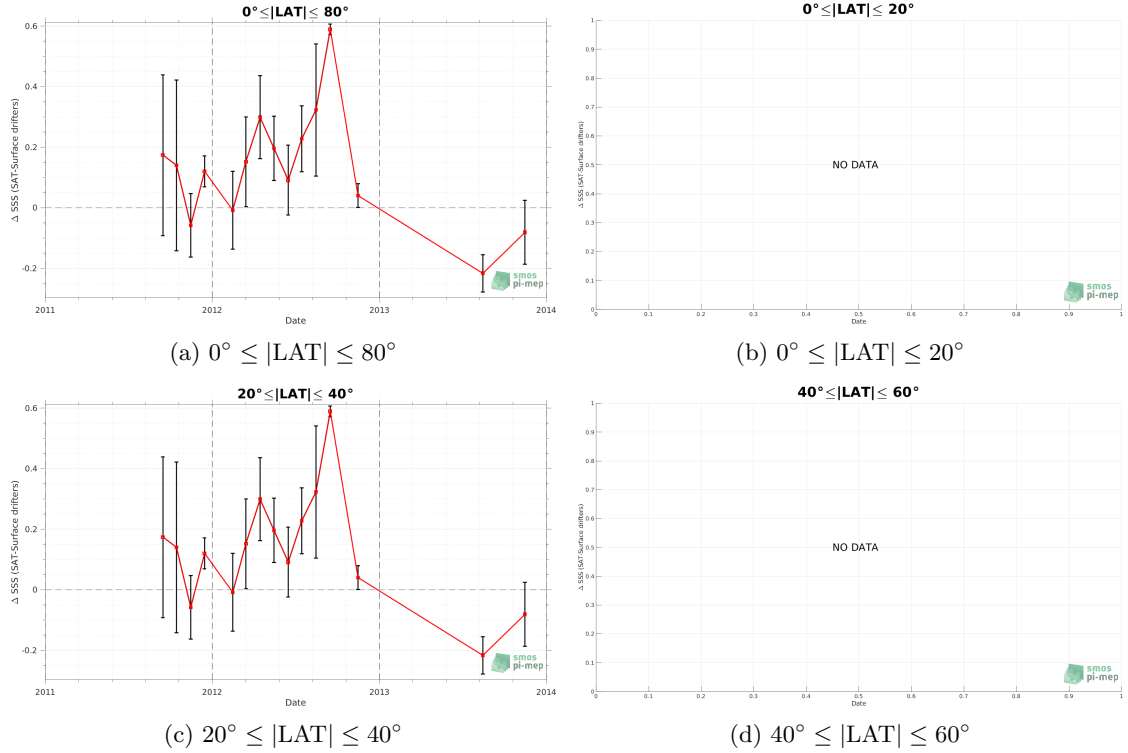 0°≤|LAT|≤ 80°
0.6
0.4
0.2
0
-0.2
Δ SSS (SAT-Surface drifters)
2011
2012
2013
2014
Date
smos
pi-mep
(a) 0° ≤ |LAT| ≤ 80°
0°≤|LAT|≤ 20°
1
0.9
0.8
0.7
0.6
0.5
0.4
0.3
0.2
0.1
0
Δ SSS (SAT-Surface drifters)
NO DATA
0
0.1
0.2
0.3
0.4
0.5
0.6
0.7
0.8
0.9
1
Date
smos
pi-mep
(b) 0° ≤ |LAT| ≤ 20°
20°≤|LAT|≤ 40°
0.6
0.4
0.2
0
-0.2
Δ SSS (SAT-Surface drifters)
2011
2012
2013
2014
Date
smos
pi-mep
(c) 20° ≤ |LAT| ≤ 40°
40°≤|LAT|≤ 60°
1
0.9
0.8
0.7
0.6
0.5
0.4
0.3
0.2
0.1
0
Δ SSS (SAT-Surface drifters)
NO DATA
0
0.1
0.2
0.3
0.4
0.5
0.6
0.7
0.8
0.9
1
Date
smos
pi-mep
(d) 40° ≤ |LAT| ≤ 60°